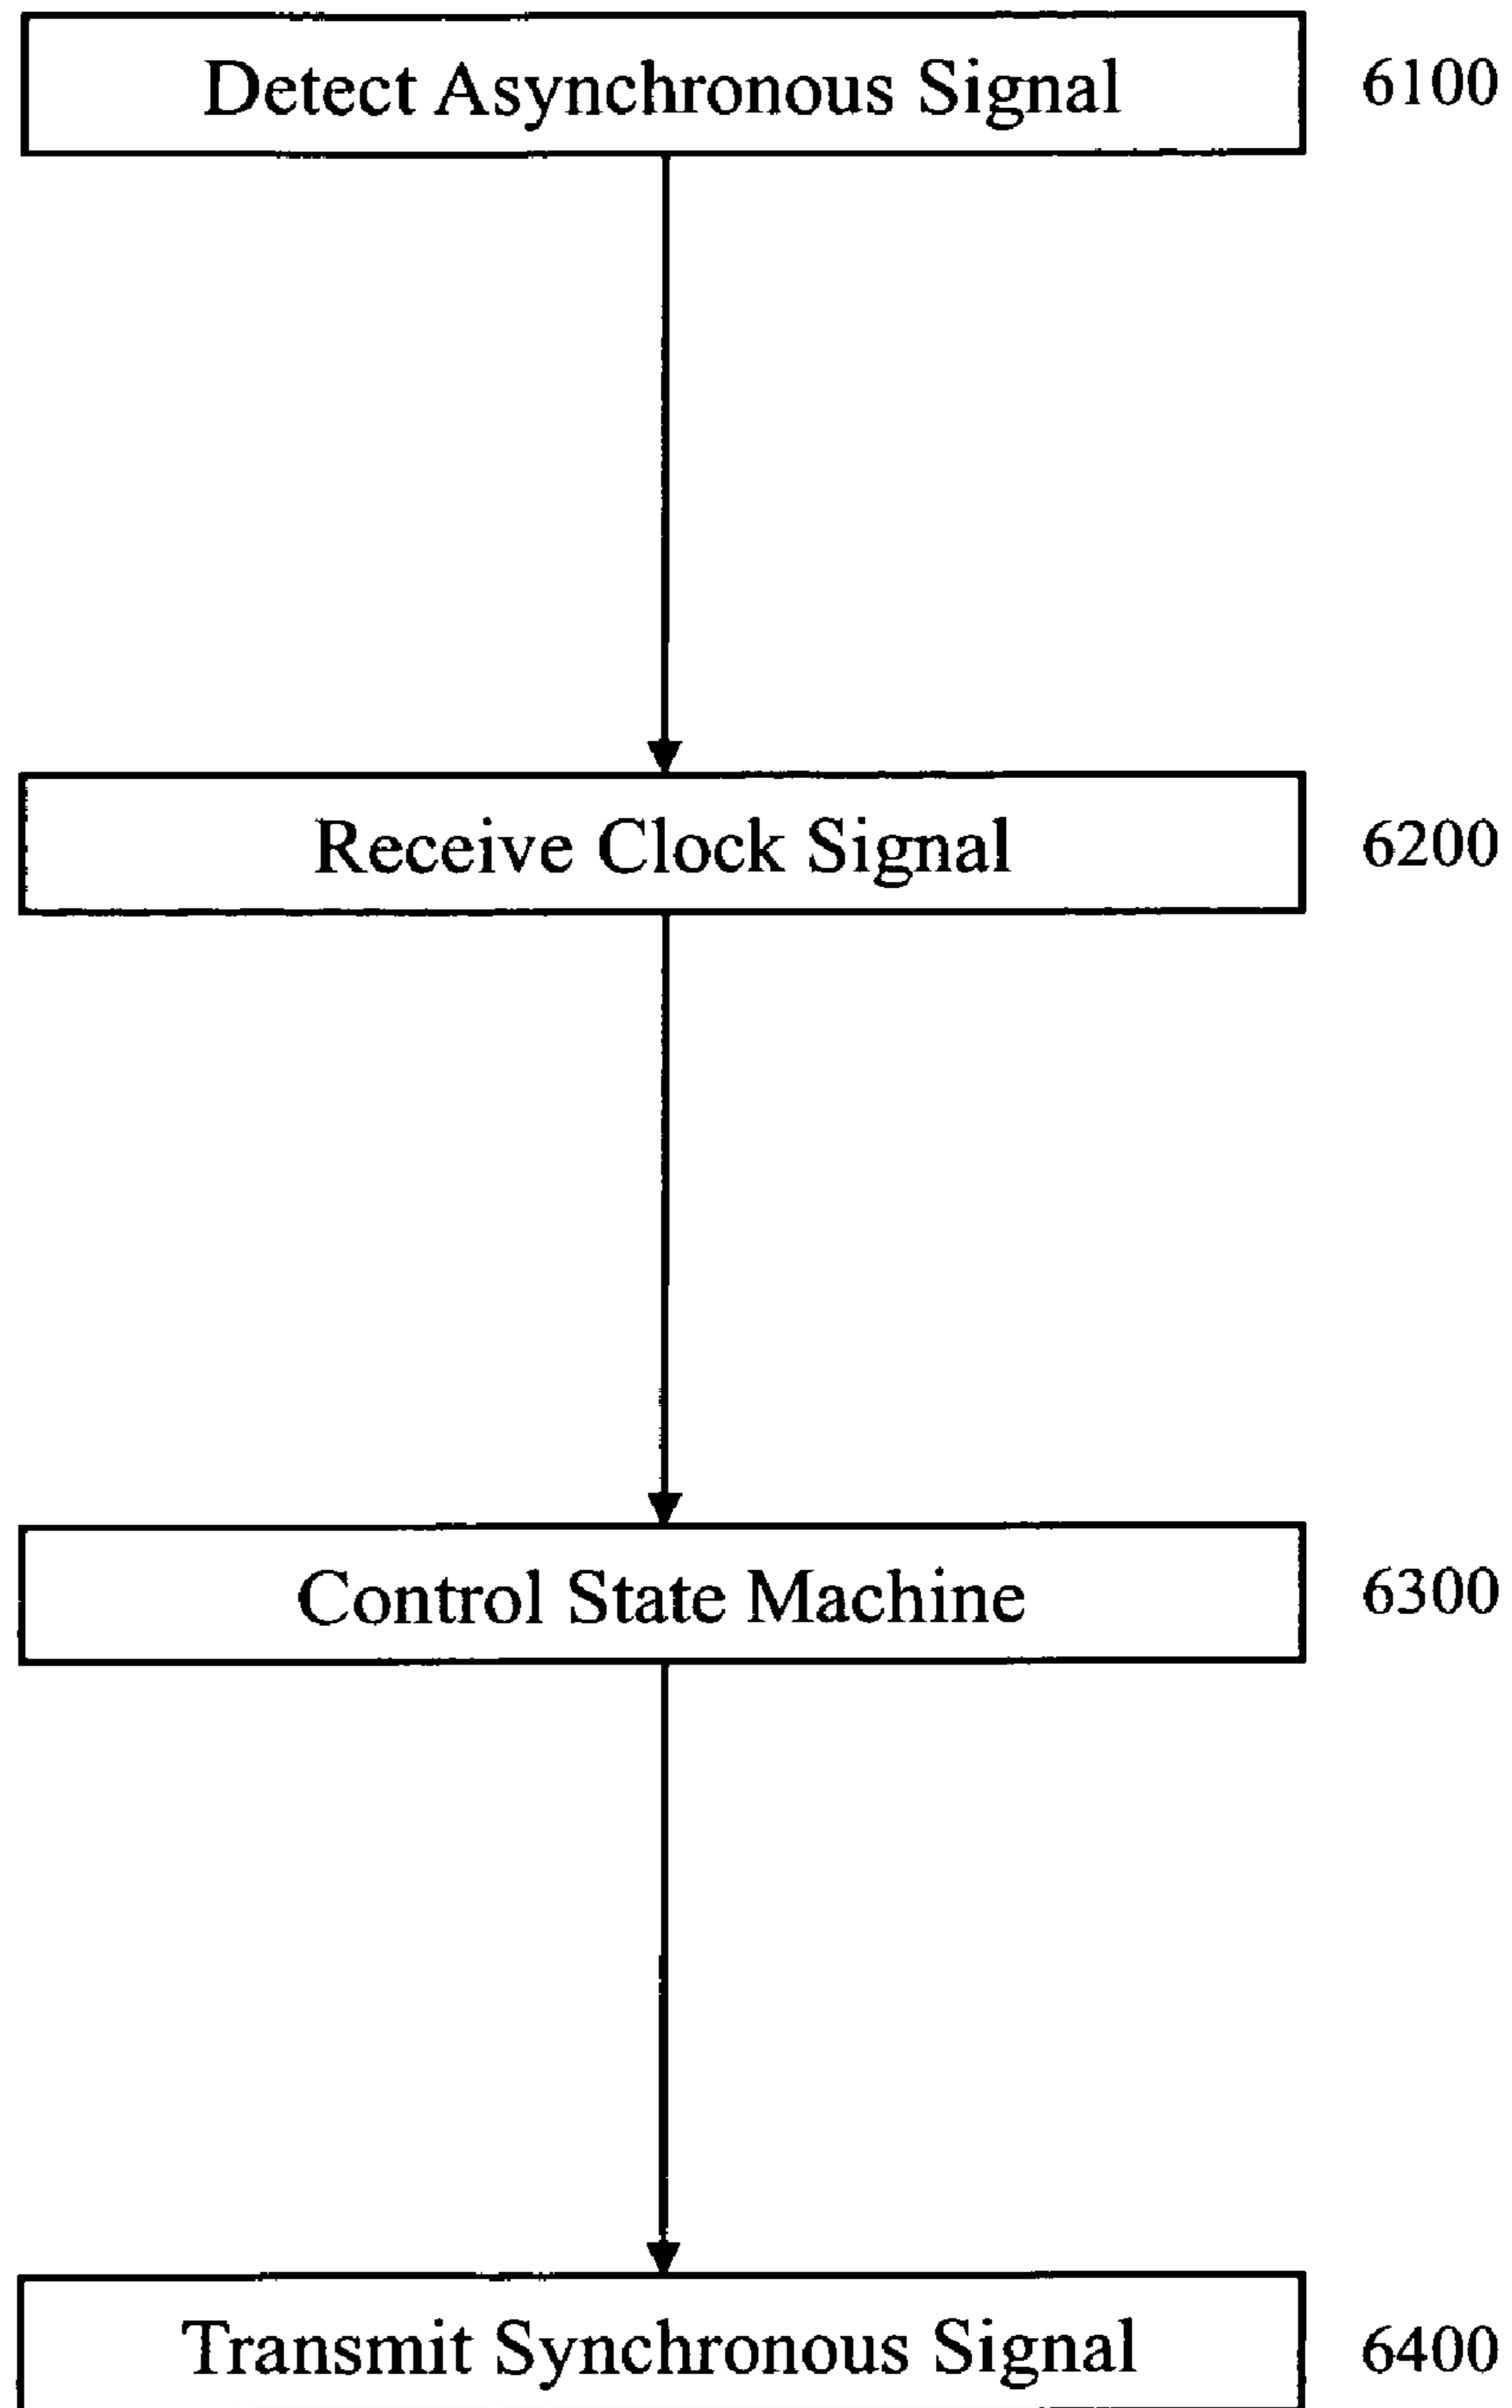 Detect Asynchronous Signal 6100
Receive Clock Signal 6200
Control State Machine 6300
Transmit Synchronous Signal 6400